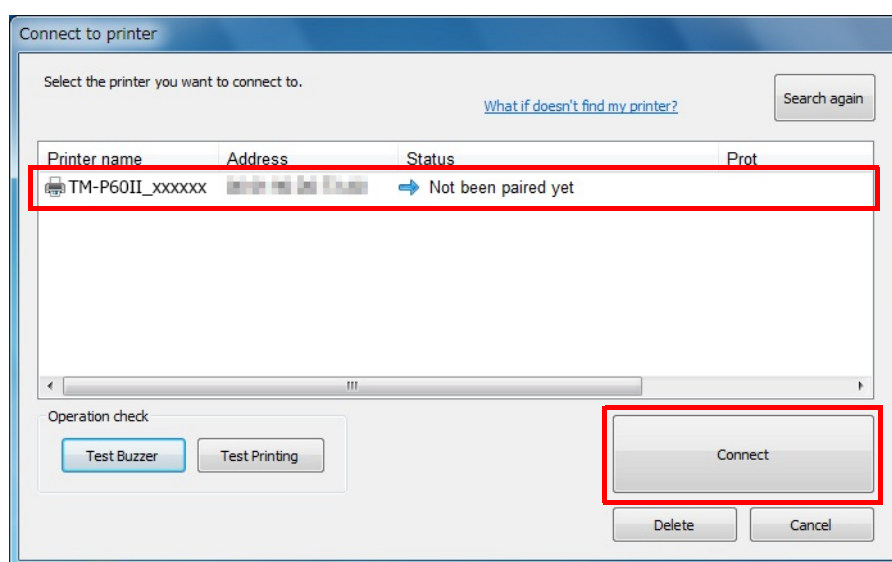 Connect to printer
Select the printer you want to connect to.
What if doesn't find my printer?
Search again
Printer name Address Status Prot
TM-P60II_xxxxxx Not been paired yet
Operation check
Test Buzzer Test Printing
Connect
Delete Cancel